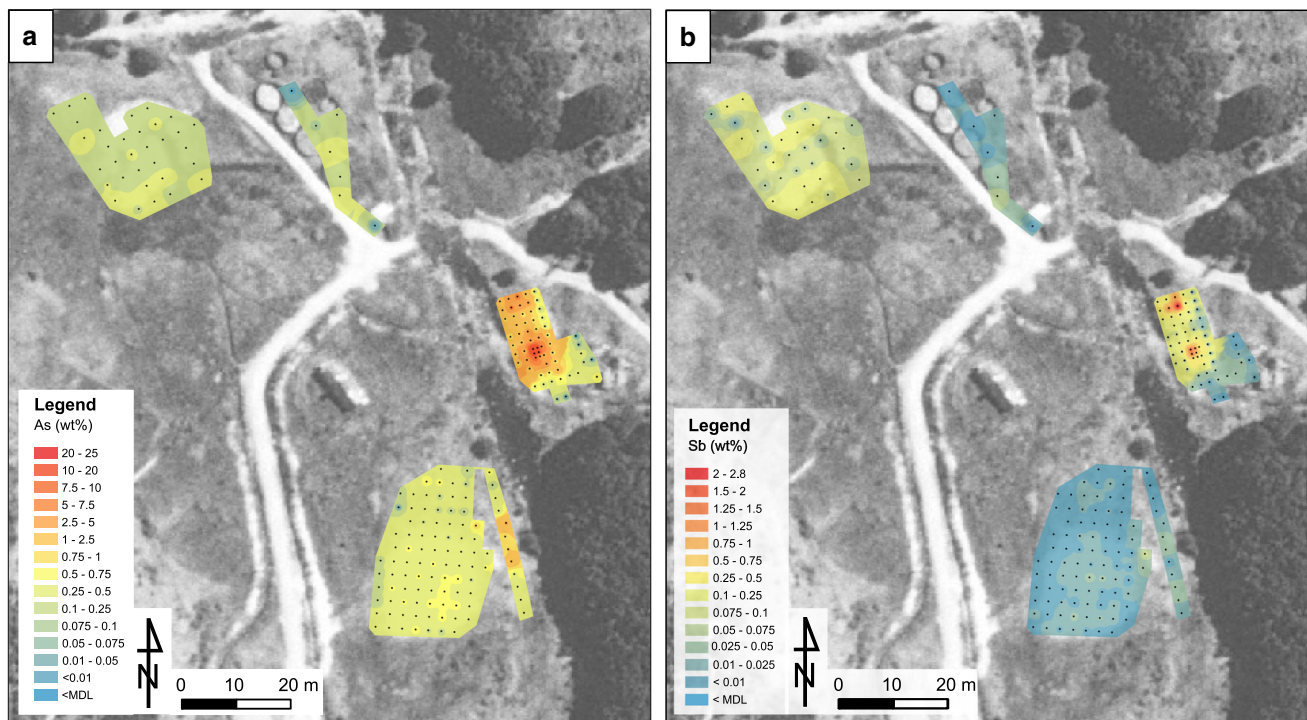 a
Legend
As (wt%)
20 - 25
10 - 20
7.5 - 10
5 - 7.5
2.5 - 5
1 - 2.5
0.75 - 1
0.5 - 0.75
0.25 - 0.5
0.1 - 0.25
0.075 - 0.1
0.05 - 0.075
0.01 - 0.05
<0.01
<MDL
N
0 10 20 m
b
Legend
Sb (wt%)
2 - 2.8
1.5 - 2
1.25 - 1.5
1 - 1.25
0.75 - 1
0.5 - 0.75
0.25 - 0.5
0.1 - 0.25
0.075 - 0.1
0.05 - 0.075
0.025 - 0.05
0.01 - 0.025
< 0.01
< MDL
N
0 10 20 m